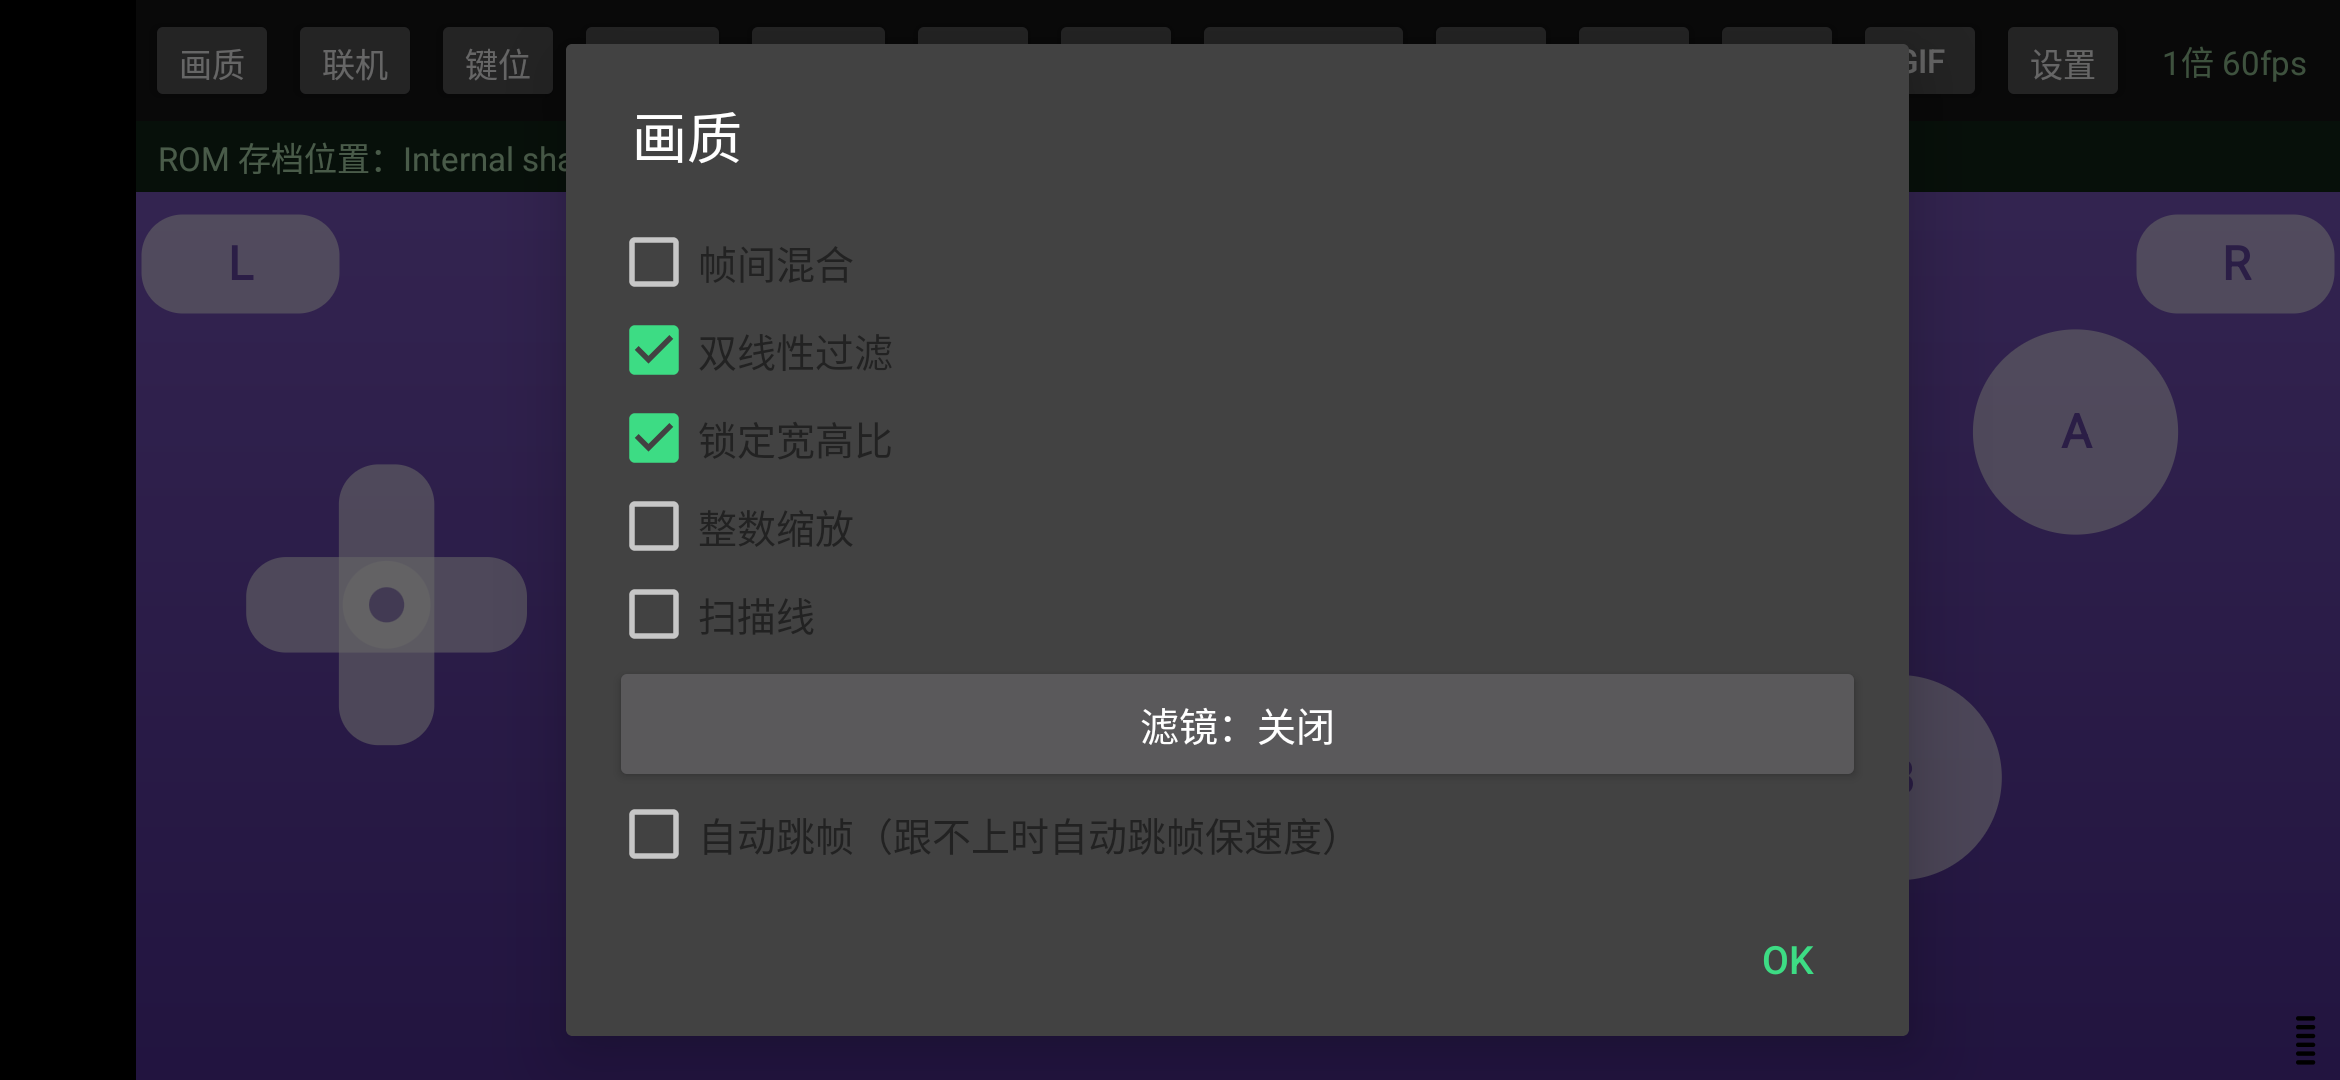 画质
联机
键位
GIF
设置
1倍 60fps
ROM 存档位置：Internal sha
画质
L
R
帧间混合
双线性过滤
A
锁定宽高比
整数缩放
扫描线
滤镜：关闭
自动跳帧（跟不上时自动跳帧保速度）
OK